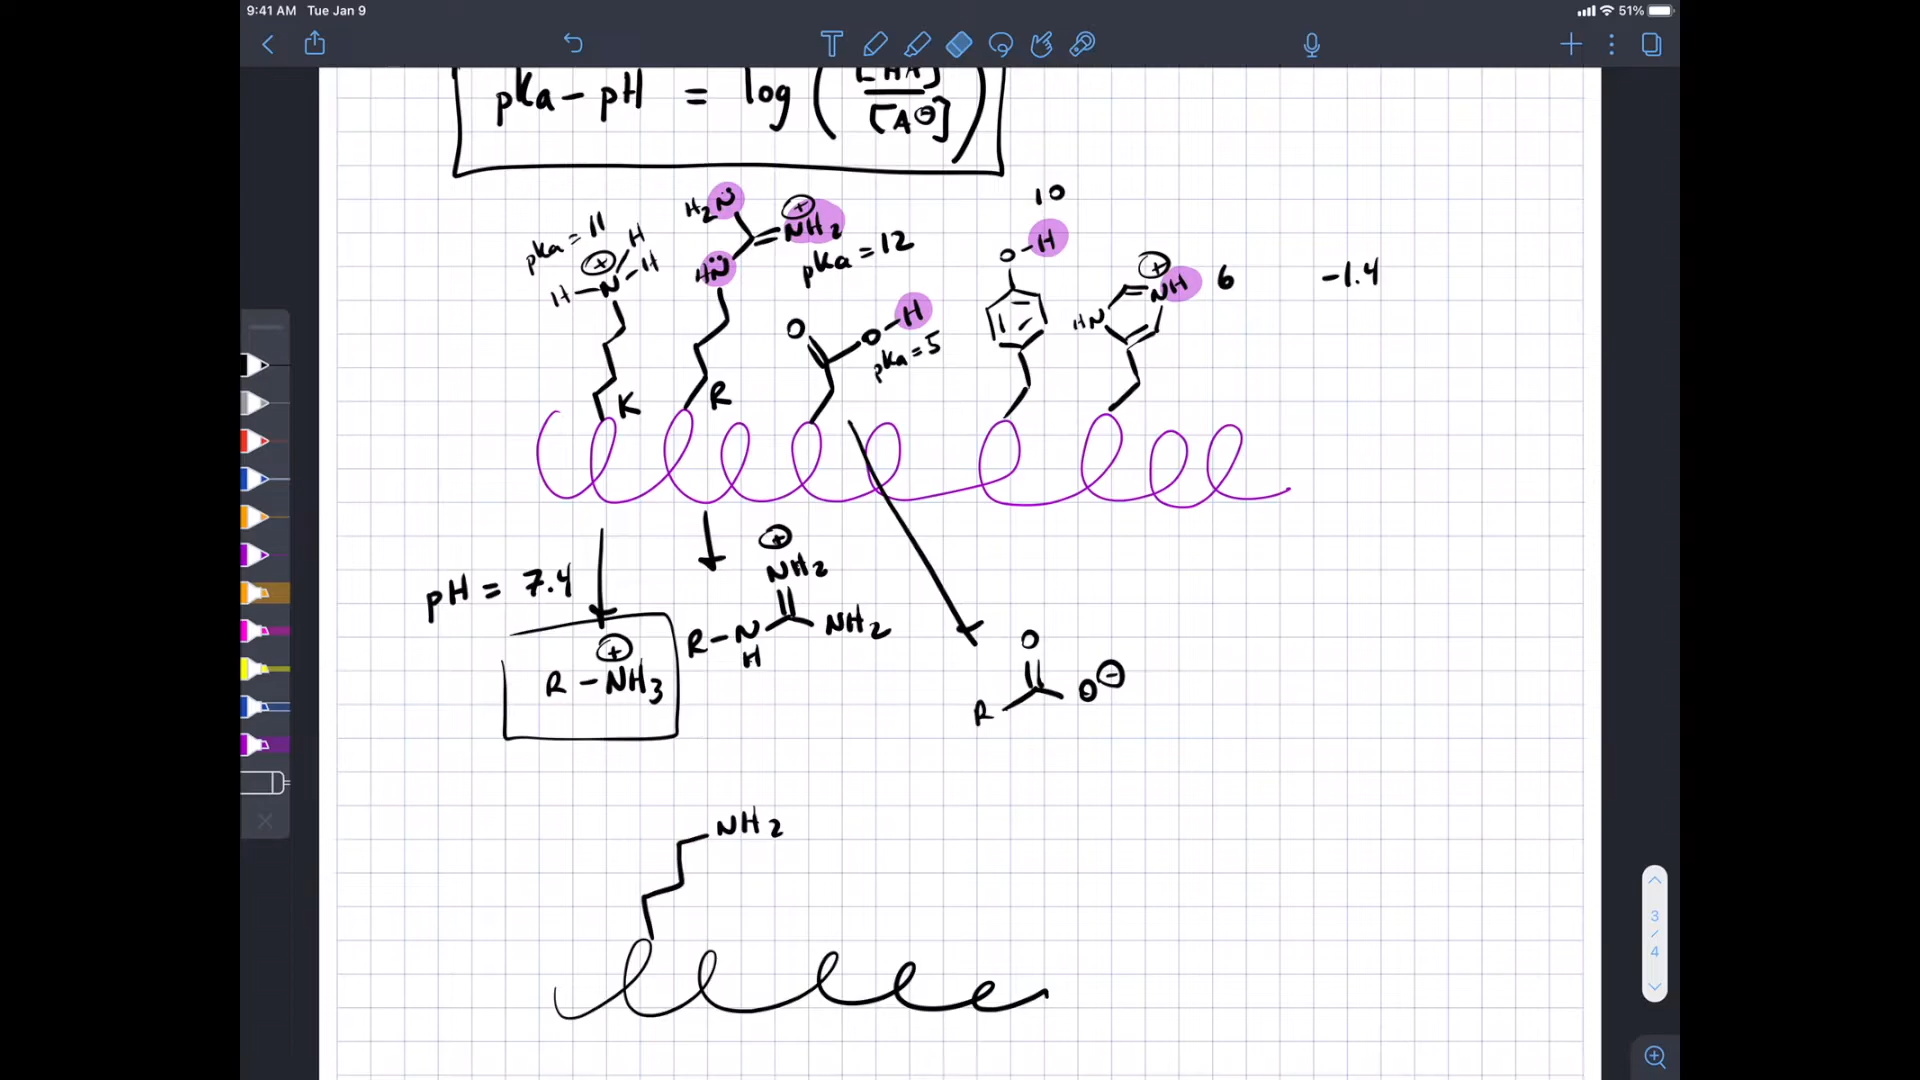 9:41 AM Tue Jan 9
51%
pKa - pH = log ( [HA] / [A⊖] )
10
H₂N̈ ⊕ NH₂
pKa = 11
⊕ H
H
H-N
HN̈
pKa = 12
O-H
⊕
NH 6
HN
-1.4
O O-H
pKa = 5
K
R
pH = 7.4
⊕
NH₂
R-N
H
NH₂
⊕
R-NH₃
O
R O⊖
NH₂
3
/
4